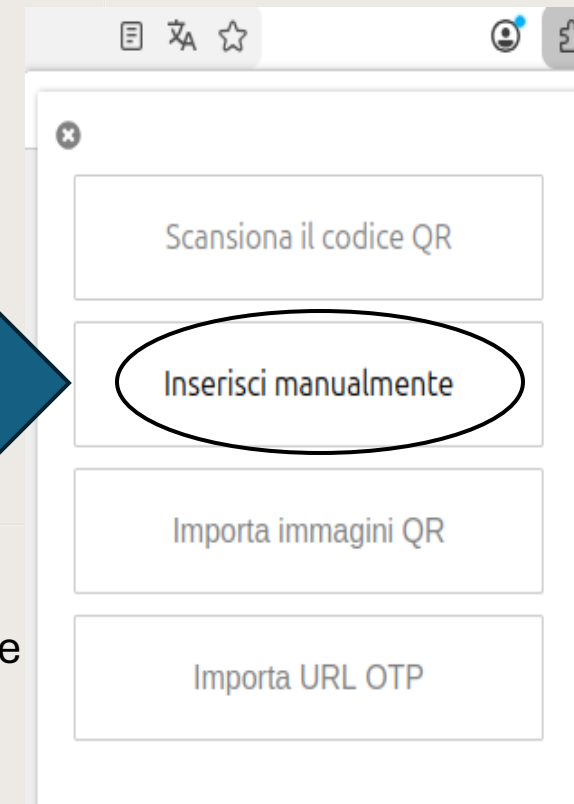 Scansiona il codice QR
Inserisci manualmente
Importa immagini QR
e
Importa URL OTP